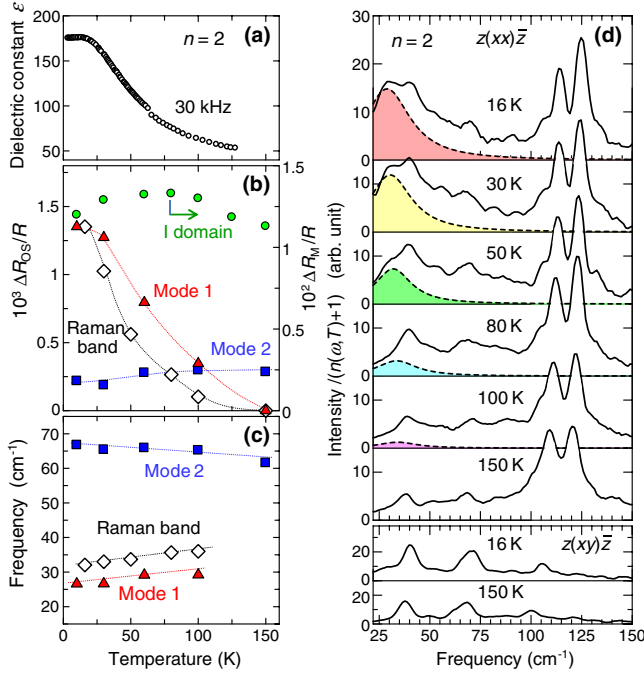 Dielectric constant ε
175
150
100
50
n = 2
(a)
30 kHz
10³ ΔR_OS/R
1.5
1
0.5
0
(b)
I domain
Mode 1
Raman band
Mode 2
10² ΔR_M/R
1
0.5
0
Frequency (cm⁻¹)
70
60
50
40
30
15
(c)
Mode 2
Raman band
Mode 1
0
50
100
150
Temperature (K)
Intensity /(n(ω,T)+1) (arb. unit)
30
20
10
0
n = 2
z(xx)z̄
(d)
16 K
20
10
0
30 K
10
0
50 K
10
0
80 K
10
0
100 K
10
0
150 K
20
0
16 K
z(xy)z̄
20
0
150 K
25
50
75
100
125
150
Frequency (cm⁻¹)